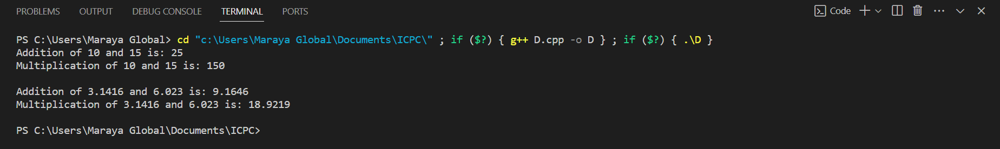 PROBLEMS OUTPUT DEBUG CONSOLE TERMINAL PORTS Code
PS C:\Users\Maraya Global> cd "c:\Users\Maraya Global\Documents\ICPC\" ; if ($?) { g++ D.cpp -o D } ; if ($?) { .\D }
Addition of 10 and 15 is: 25
Multiplication of 10 and 15 is: 150
Addition of 3.1416 and 6.023 is: 9.1646
Multiplication of 3.1416 and 6.023 is: 18.9219
PS C:\Users\Maraya Global\Documents\ICPC>